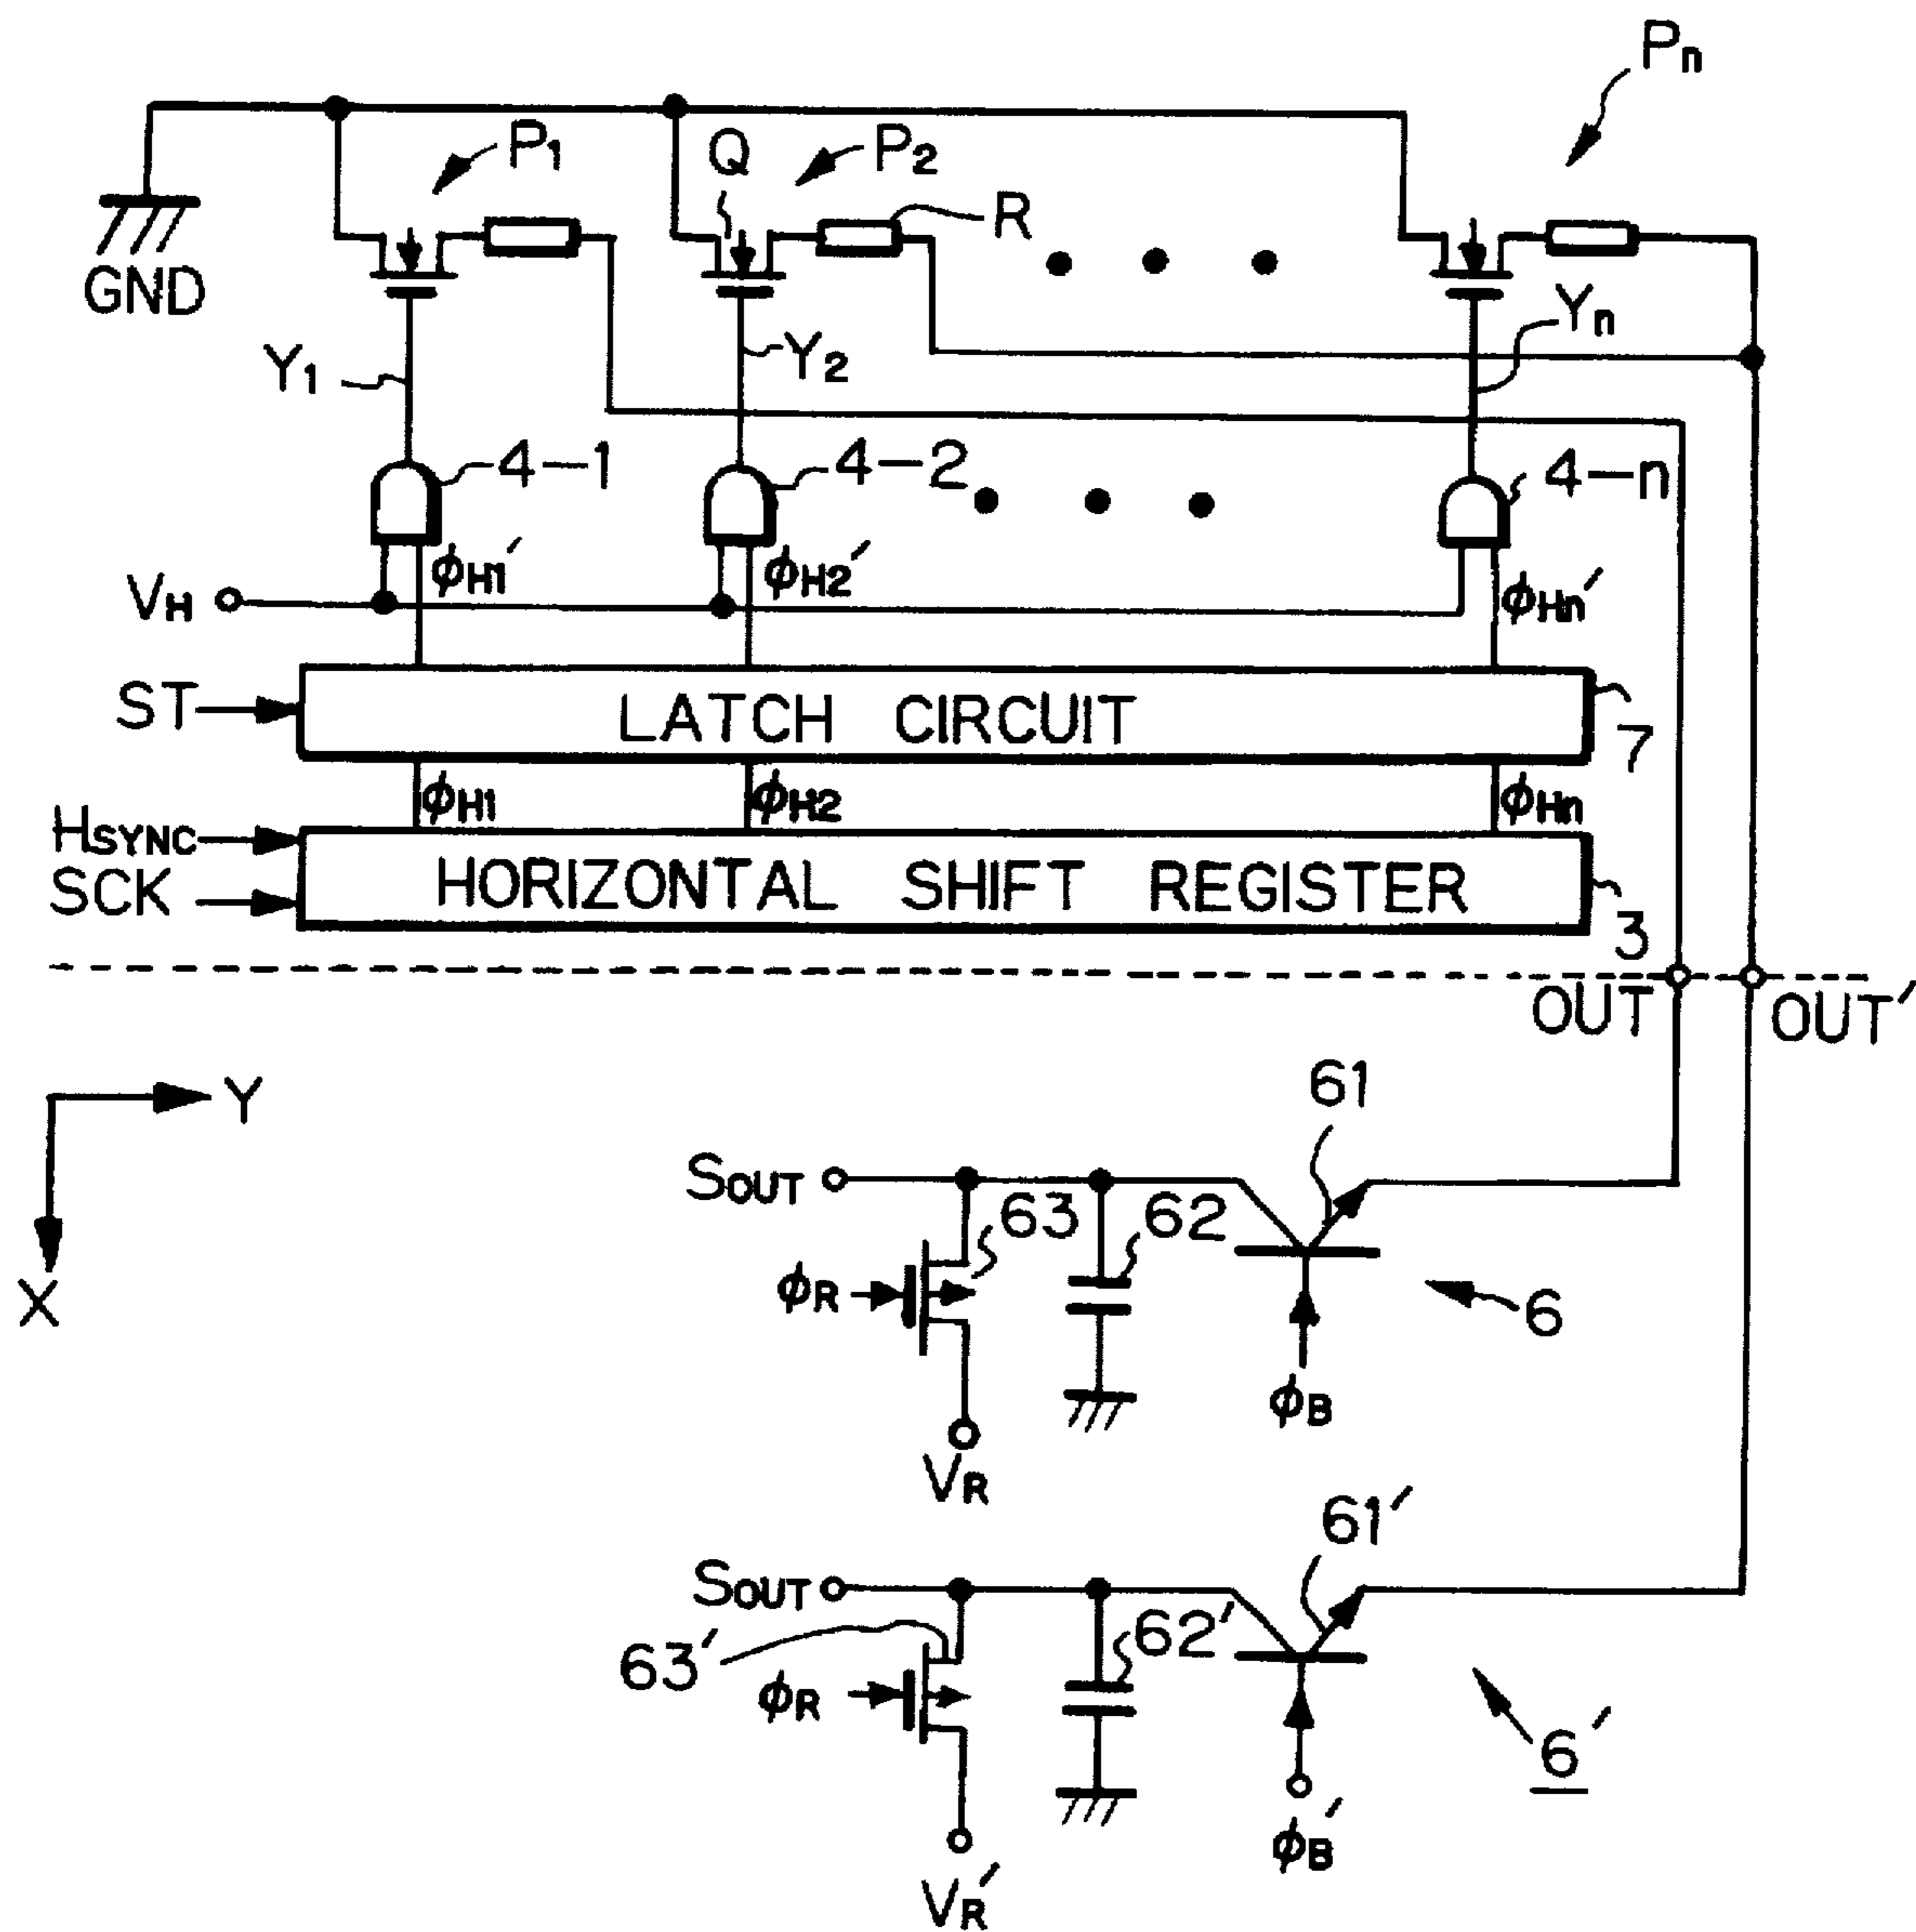 Pn
P1
Q
P2
R
GND
Y1
Y2
Yn
4-1
4-2
4-n
φH1′
φH2′
φHn′
VH
ST
LATCH CIRCUIT
7
φH1
φH2
φHn
HSYNC
SCK
HORIZONTAL SHIFT REGISTER
3
OUT
OUT′
Y
X
61
SOUT
63
62
φR
6
φB
VR
61′
SOUT
62′
63′
φR
6′
φB′
VR′